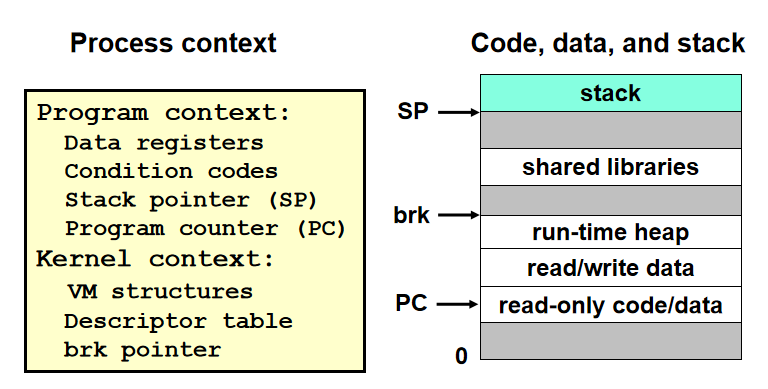 Process context
Program context:
Data registers
Condition codes
Stack pointer (SP)
Program counter (PC)
Kernel context:
VM structures
Descriptor table
brk pointer
Code, data, and stack
stack
SP
shared libraries
brk
run-time heap
read/write data
PC
read-only code/data
0